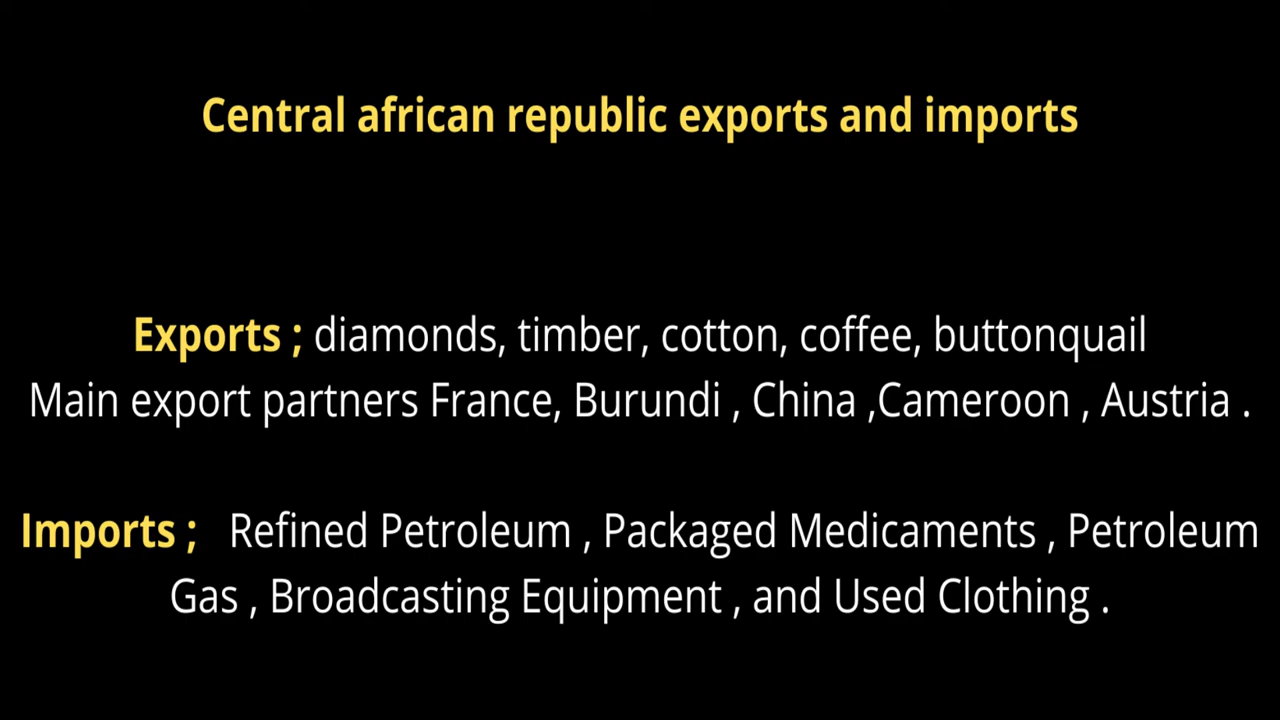 Central african republic exports and imports
Exports ; diamonds, timber, cotton, coffee, buttonquail
Main export partners France, Burundi , China ,Cameroon , Austria .
Imports ; Refined Petroleum , Packaged Medicaments , Petroleum
Gas , Broadcasting Equipment , and Used Clothing .